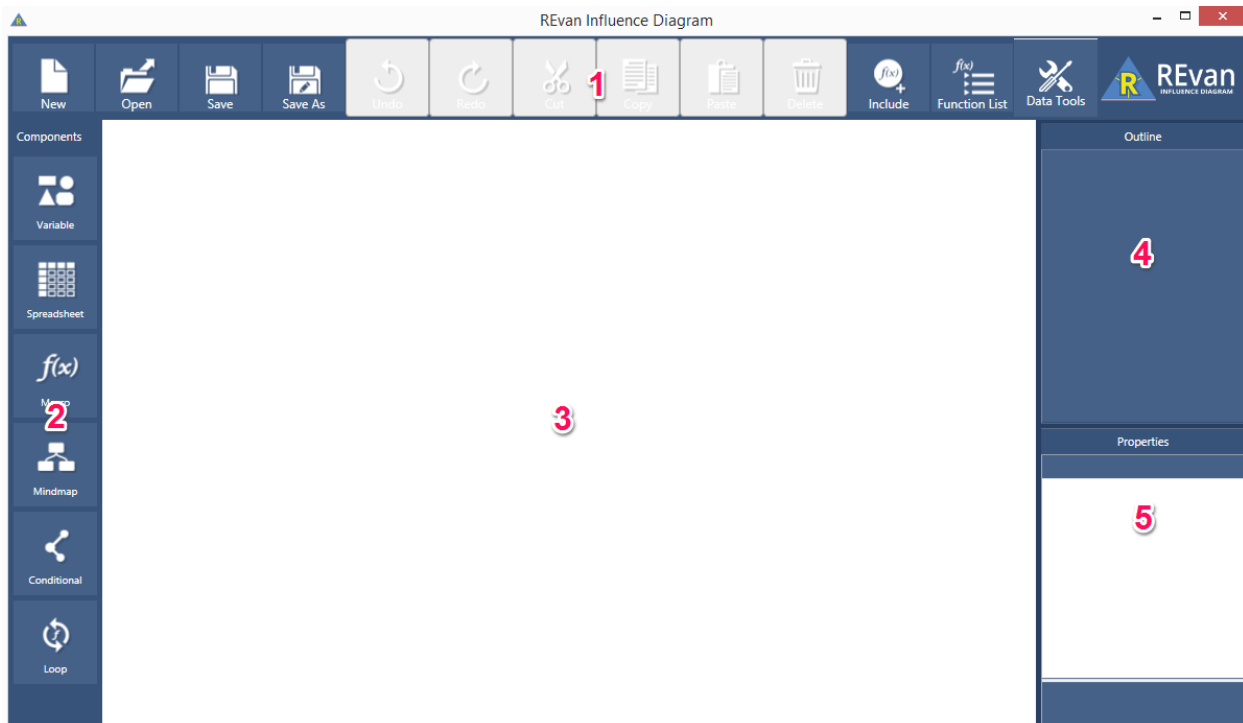 REvan Influence Diagram
New Open Save Save As Undo Redo Cut 1 Copy Paste Delete f(x) Include f(x) Function List Data Tools R REvan
INFLUENCE DIAGRAM
Components
Outline
Variable
4
Spreadsheet
f(x)
2
3
Properties
Mindmap
5
Conditional
Loop